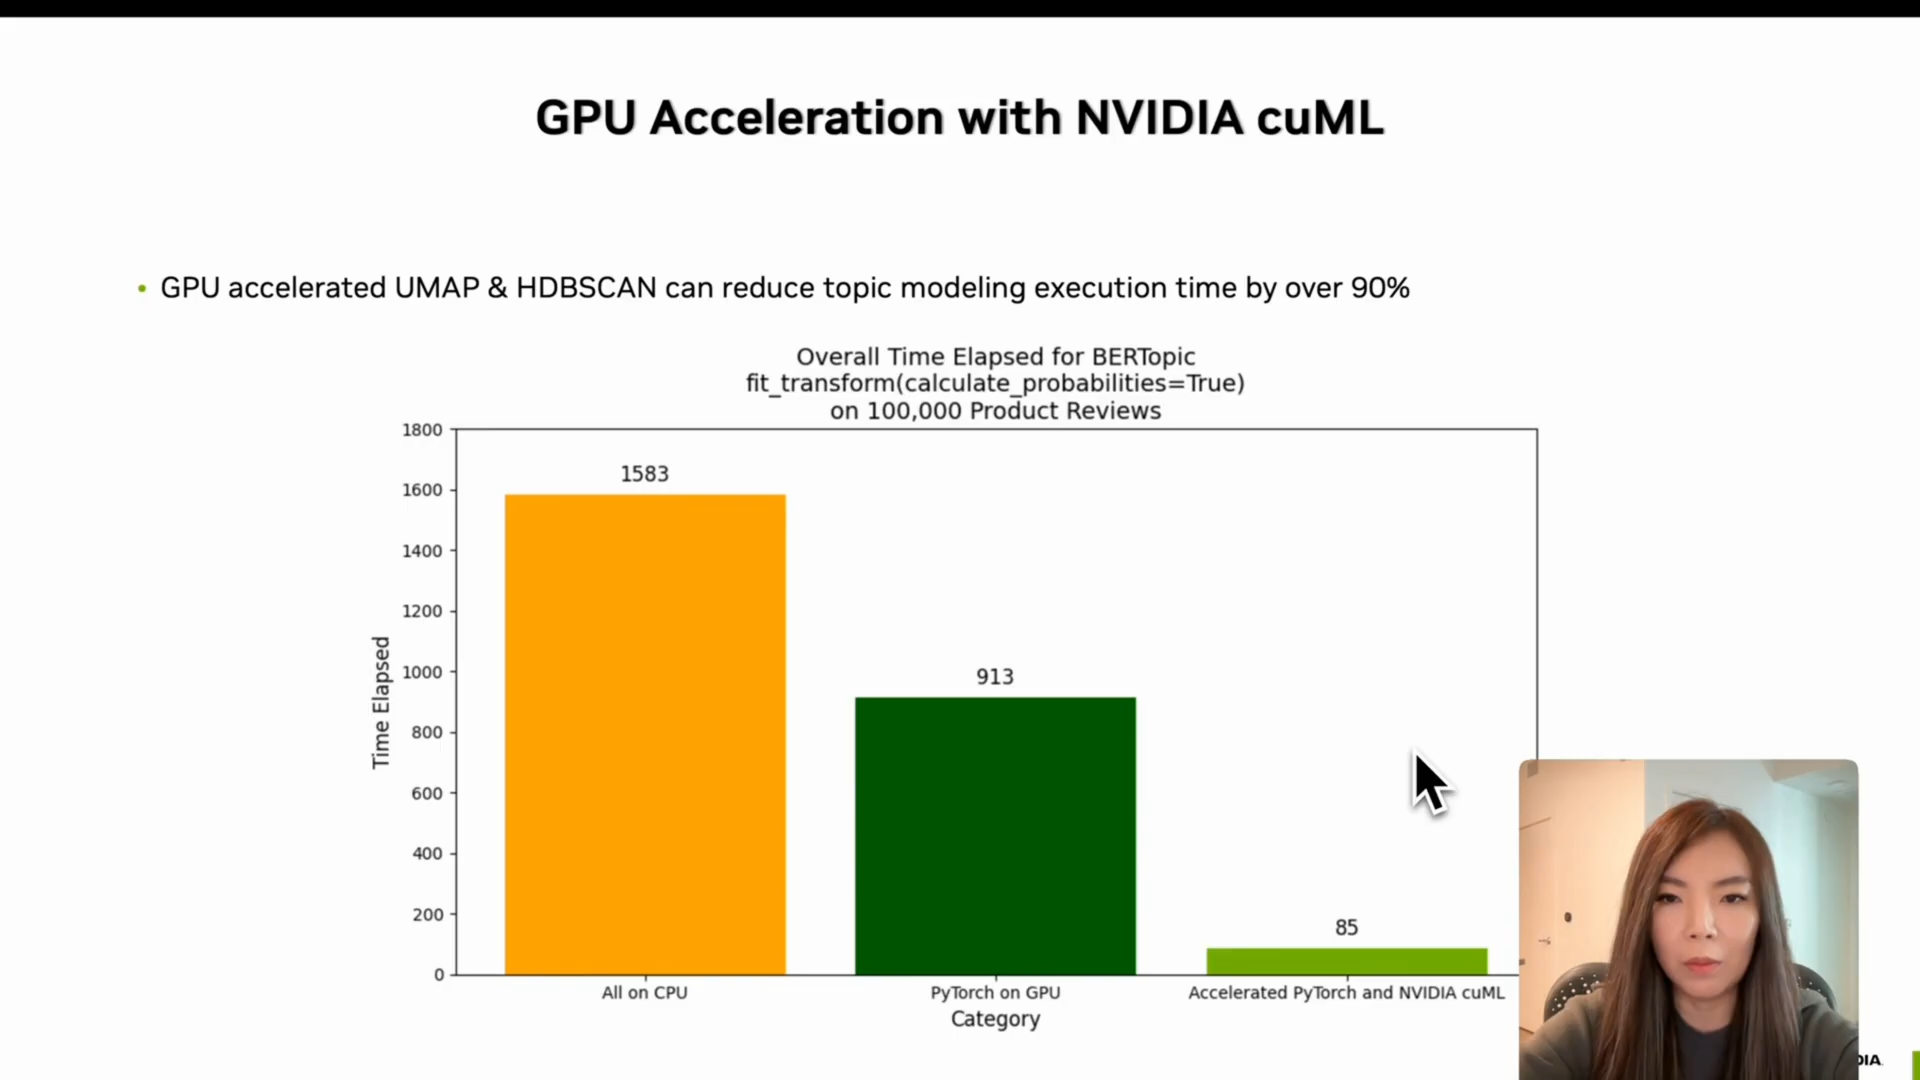 GPU Acceleration with NVIDIA cuML
• GPU accelerated UMAP & HDBSCAN can reduce topic modeling execution time by over 90%
Overall Time Elapsed for BERTopic
fit_transform(calculate_probabilities=True)
on 100,000 Product Reviews
1800
1600
1400
1200
1000
800
600
400
200
0
Time Elapsed
1583
913
85
All on CPU
PyTorch on GPU
Accelerated PyTorch and NVIDIA cuML
Category